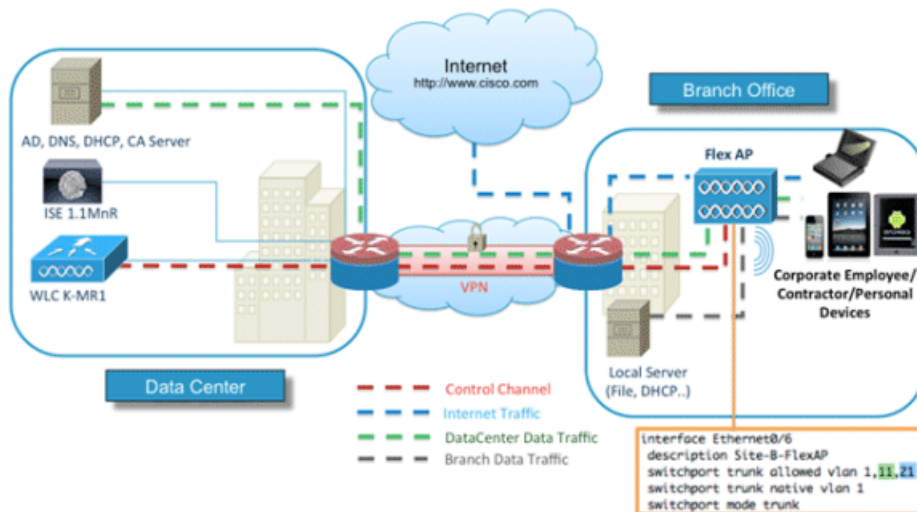 Internet
http://www.cisco.com
Branch Office
AD, DNS, DHCP, CA Server
Flex AP
ISE 1.1MnR
WLC K-MR1
VPN
Corporate Employee/
Contractor/Personal
Devices
Data Center
Local Server
(File, DHCP..)
Control Channel
Internet Traffic
DataCenter Data Traffic
Branch Data Traffic
interface Ethernet0/6
description Site-B-FlexAP
switchport trunk allowed vlan 1,11,21
switchport trunk native vlan 1
switchport mode trunk